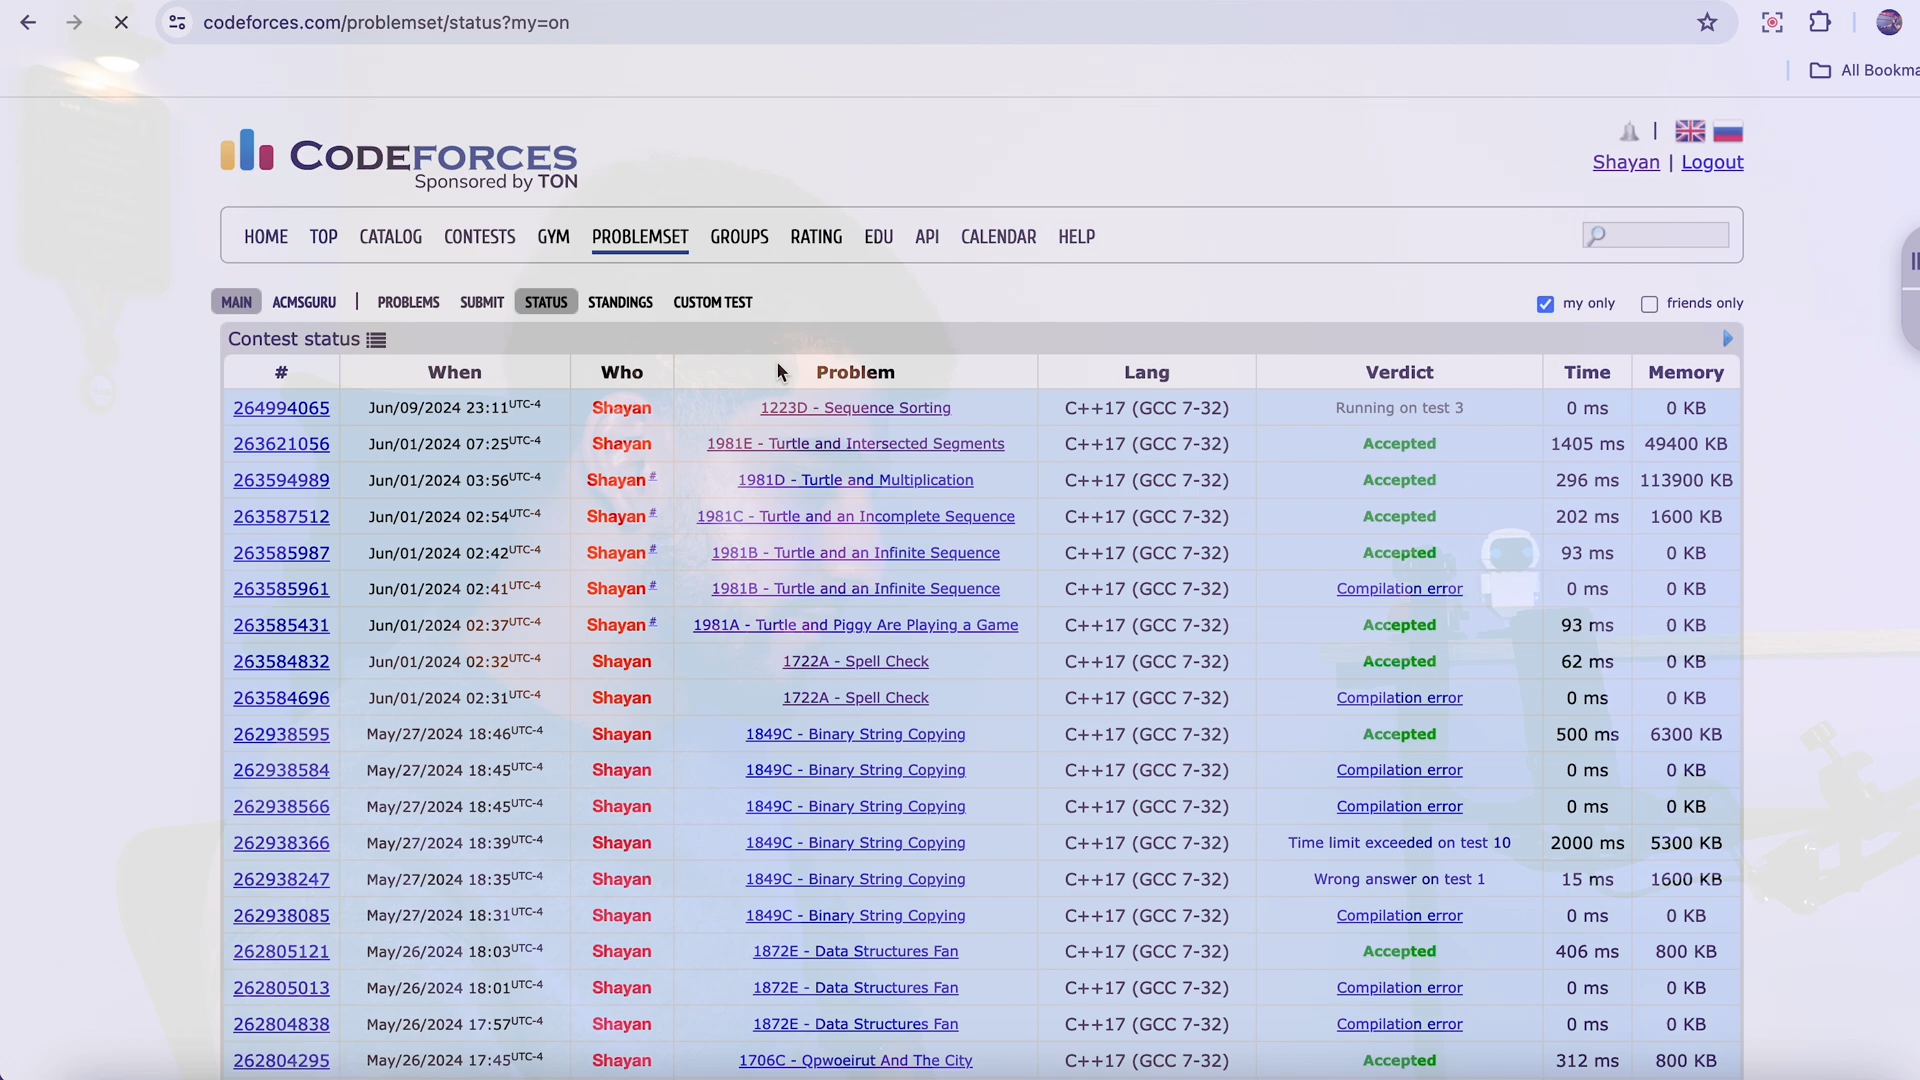 codeforces.com/problemset/status?my=on
All Bookma
CODEFORCES
Sponsored by TON
Shayan | Logout
HOME TOP CATALOG CONTESTS GYM PROBLEMSET GROUPS RATING EDU API CALENDAR HELP
MAIN ACMSGURU | PROBLEMS SUBMIT STATUS STANDINGS CUSTOM TEST my only friends only
Contest status
# When Who Problem Lang Verdict Time Memory
264994065 Jun/09/2024 23:11UTC-4 Shayan 1223D - Sequence Sorting C++17 (GCC 7-32) Running on test 3 0 ms 0 KB
263621056 Jun/01/2024 07:25UTC-4 Shayan 1981E - Turtle and Intersected Segments C++17 (GCC 7-32) Accepted 1405 ms 49400 KB
263594989 Jun/01/2024 03:56UTC-4 Shayan # 1981D - Turtle and Multiplication C++17 (GCC 7-32) Accepted 296 ms 113900 KB
263587512 Jun/01/2024 02:54UTC-4 Shayan # 1981C - Turtle and an Incomplete Sequence C++17 (GCC 7-32) Accepted 202 ms 1600 KB
263585987 Jun/01/2024 02:42UTC-4 Shayan # 1981B - Turtle and an Infinite Sequence C++17 (GCC 7-32) Accepted 93 ms 0 KB
263585961 Jun/01/2024 02:41UTC-4 Shayan # 1981B - Turtle and an Infinite Sequence C++17 (GCC 7-32) Compilation error 0 ms 0 KB
263585431 Jun/01/2024 02:37UTC-4 Shayan # 1981A - Turtle and Piggy Are Playing a Game C++17 (GCC 7-32) Accepted 93 ms 0 KB
263584832 Jun/01/2024 02:32UTC-4 Shayan 1722A - Spell Check C++17 (GCC 7-32) Accepted 62 ms 0 KB
263584696 Jun/01/2024 02:31UTC-4 Shayan 1722A - Spell Check C++17 (GCC 7-32) Compilation error 0 ms 0 KB
262938595 May/27/2024 18:46UTC-4 Shayan 1849C - Binary String Copying C++17 (GCC 7-32) Accepted 500 ms 6300 KB
262938584 May/27/2024 18:45UTC-4 Shayan 1849C - Binary String Copying C++17 (GCC 7-32) Compilation error 0 ms 0 KB
262938566 May/27/2024 18:45UTC-4 Shayan 1849C - Binary String Copying C++17 (GCC 7-32) Compilation error 0 ms 0 KB
262938366 May/27/2024 18:39UTC-4 Shayan 1849C - Binary String Copying C++17 (GCC 7-32) Time limit exceeded on test 10 2000 ms 5300 KB
262938247 May/27/2024 18:35UTC-4 Shayan 1849C - Binary String Copying C++17 (GCC 7-32) Wrong answer on test 1 15 ms 1600 KB
262938085 May/27/2024 18:31UTC-4 Shayan 1849C - Binary String Copying C++17 (GCC 7-32) Compilation error 0 ms 0 KB
262805121 May/26/2024 18:03UTC-4 Shayan 1872E - Data Structures Fan C++17 (GCC 7-32) Accepted 406 ms 800 KB
262805013 May/26/2024 18:01UTC-4 Shayan 1872E - Data Structures Fan C++17 (GCC 7-32) Compilation error 0 ms 0 KB
262804838 May/26/2024 17:57UTC-4 Shayan 1872E - Data Structures Fan C++17 (GCC 7-32) Compilation error 0 ms 0 KB
262804295 May/26/2024 17:45UTC-4 Shayan 1706C - Qpwoeirut And The City C++17 (GCC 7-32) Accepted 312 ms 800 KB